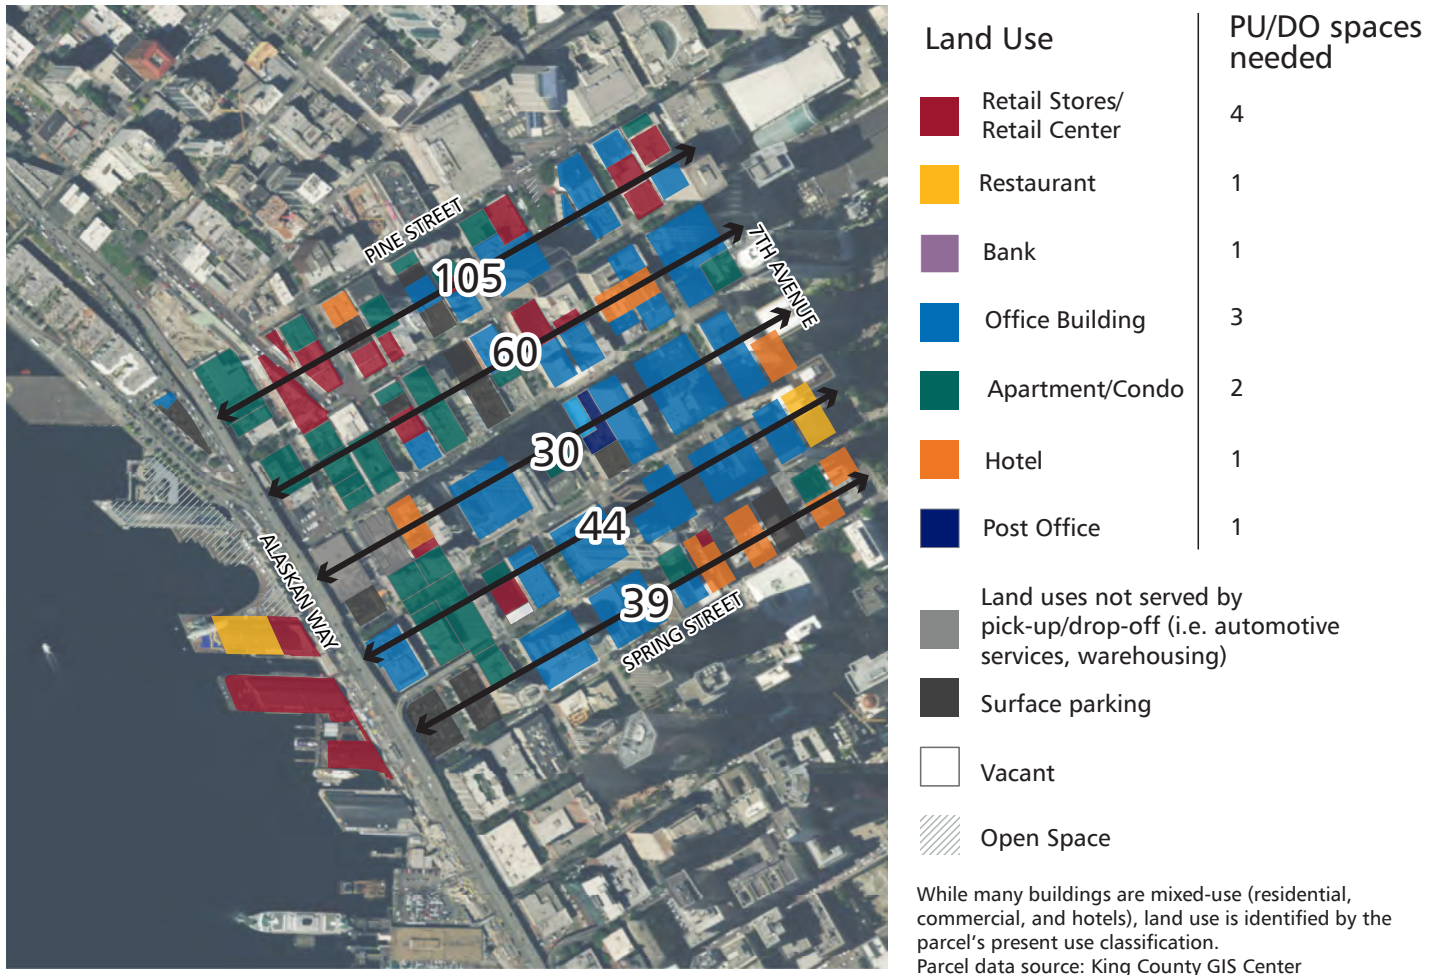 PINE STREET
7TH AVENUE
105
60
30
44
39
ALASKAN WAY
SPRING STREET
Land Use
PU/DO spaces
needed
Retail Stores/
Retail Center
4
Restaurant
1
Bank
1
Office Building
3
Apartment/Condo
2
Hotel
1
Post Office
1
Land uses not served by
pick-up/drop-off (i.e. automotive
services, warehousing)
Surface parking
Vacant
Open Space
While many buildings are mixed-use (residential,
commercial, and hotels), land use is identified by the
parcel's present use classification.
Parcel data source: King County GIS Center